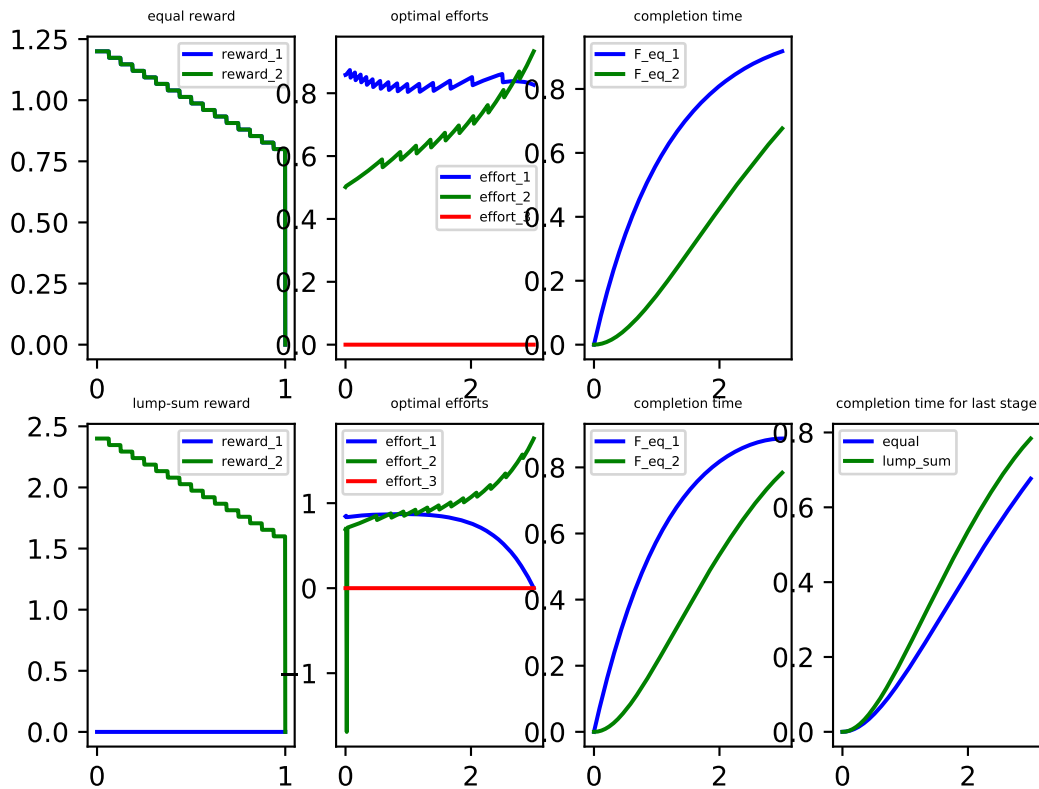 equal reward
optimal efforts
completion time
1.25
1.00
0.75
0.50
0.25
0.00
reward_1
reward_2
0 1
0.8
0.6
0.4
0.2
0.0
effort_1
effort_2
effort_3
0 2
0.8
0.6
0.4
0.2
0.0
F_eq_1
F_eq_2
0 2
lump-sum reward
optimal efforts
completion time
completion time for last stage
2.5
2.0
1.5
1.0
0.5
0.0
reward_1
reward_2
0 1
1
0
−1
effort_1
effort_2
effort_3
0 2
0.8
0.6
0.4
0.2
0.0
F_eq_1
F_eq_2
0 2
0.8
0.6
0.4
0.2
0.0
equal
lump_sum
0 2